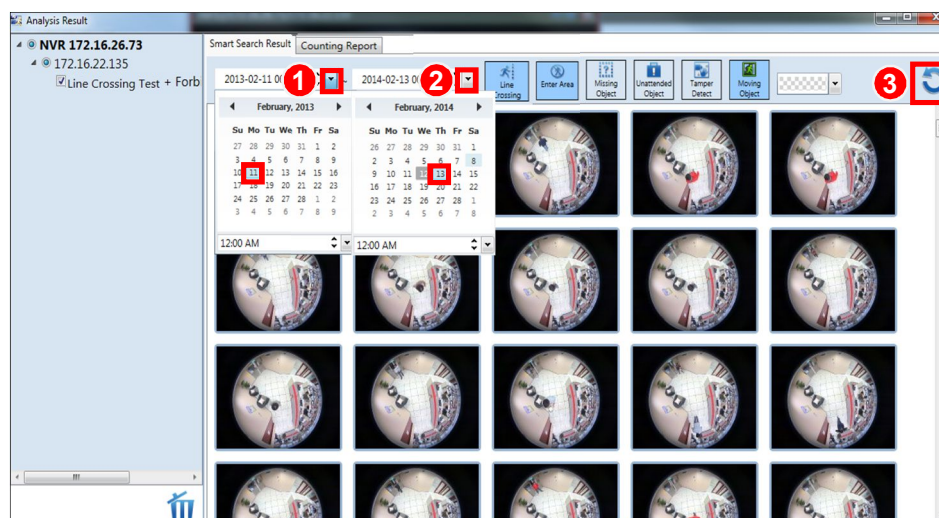 Analysis Result
NVR 172.16.26.73
172.16.22.135
Line Crossing Test + Forb
Smart Search Result Counting Report
2013-02-11 00 1 2014-02-13 00 2 3
Line Crossing
Enter Area
Missing Object
Unattended Object
Tamper Detect
Moving Object
February, 2013
Su Mo Tu We Th Fr Sa
27 28 29 30 31 1 2
3 4 5 6 7 8 9
10 11 12 13 14 15 16
17 18 19 20 21 22 23
24 25 26 27 28 1 2
3 4 5 6 7 8 9
12:00 AM
February, 2014
Su Mo Tu We Th Fr Sa
26 27 28 29 30 31 1
2 3 4 5 6 7 8
9 10 11 12 13 14 15
16 17 18 19 20 21 22
23 24 25 26 27 28 1
2 3 4 5 6 7 8
12:00 AM